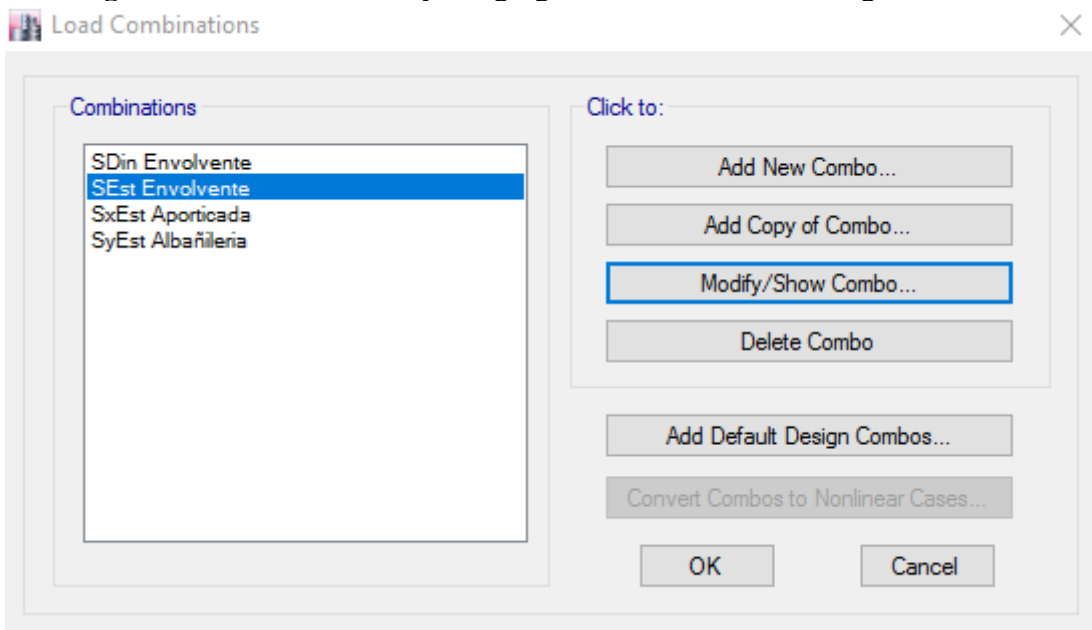 Load Combinations
Combinations
SDin Envolvente
SEst Envolvente
SxEst Aporticada
SyEst Albañileria
Click to:
Add New Combo...
Add Copy of Combo...
Modify/Show Combo...
Delete Combo
Add Default Design Combos...
Convert Combos to Nonlinear Cases...
OK
Cancel